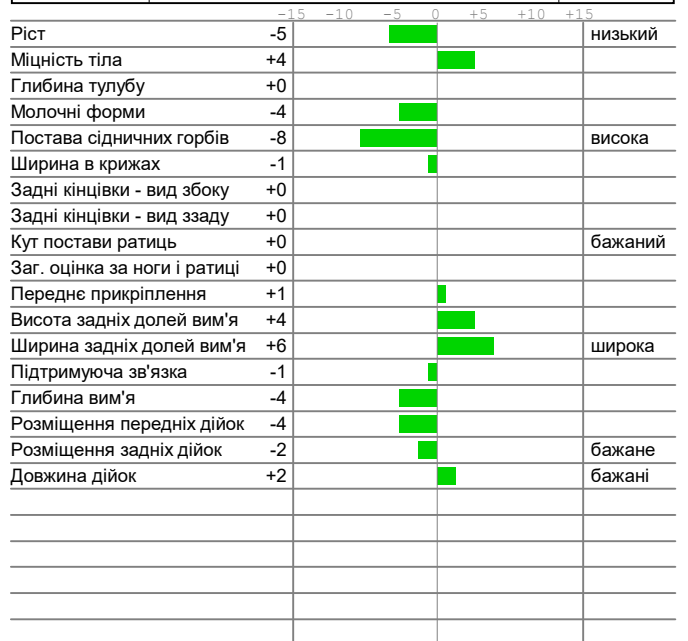 -15 -10 -5 0 +5 +10 +15
Ріст -5 низький
Міцність тіла +4
Глибина тулубу +0
Молочні форми -4
Постава сідничних горбів -8 висока
Ширина в крижах -1
Задні кінцівки - вид збоку +0
Задні кінцівки - вид ззаду +0
Кут постави ратиць +0 бажаний
Заг. оцінка за ноги і ратиці +0
Переднє прикріплення +1
Висота задніх долей вим'я +4
Ширина задніх долей вим'я +6 широка
Підтримуюча зв'язка -1
Глибина вим'я -4
Розміщення передніх дійок -4
Розміщення задніх дійок -2 бажане
Довжина дійок +2 бажані